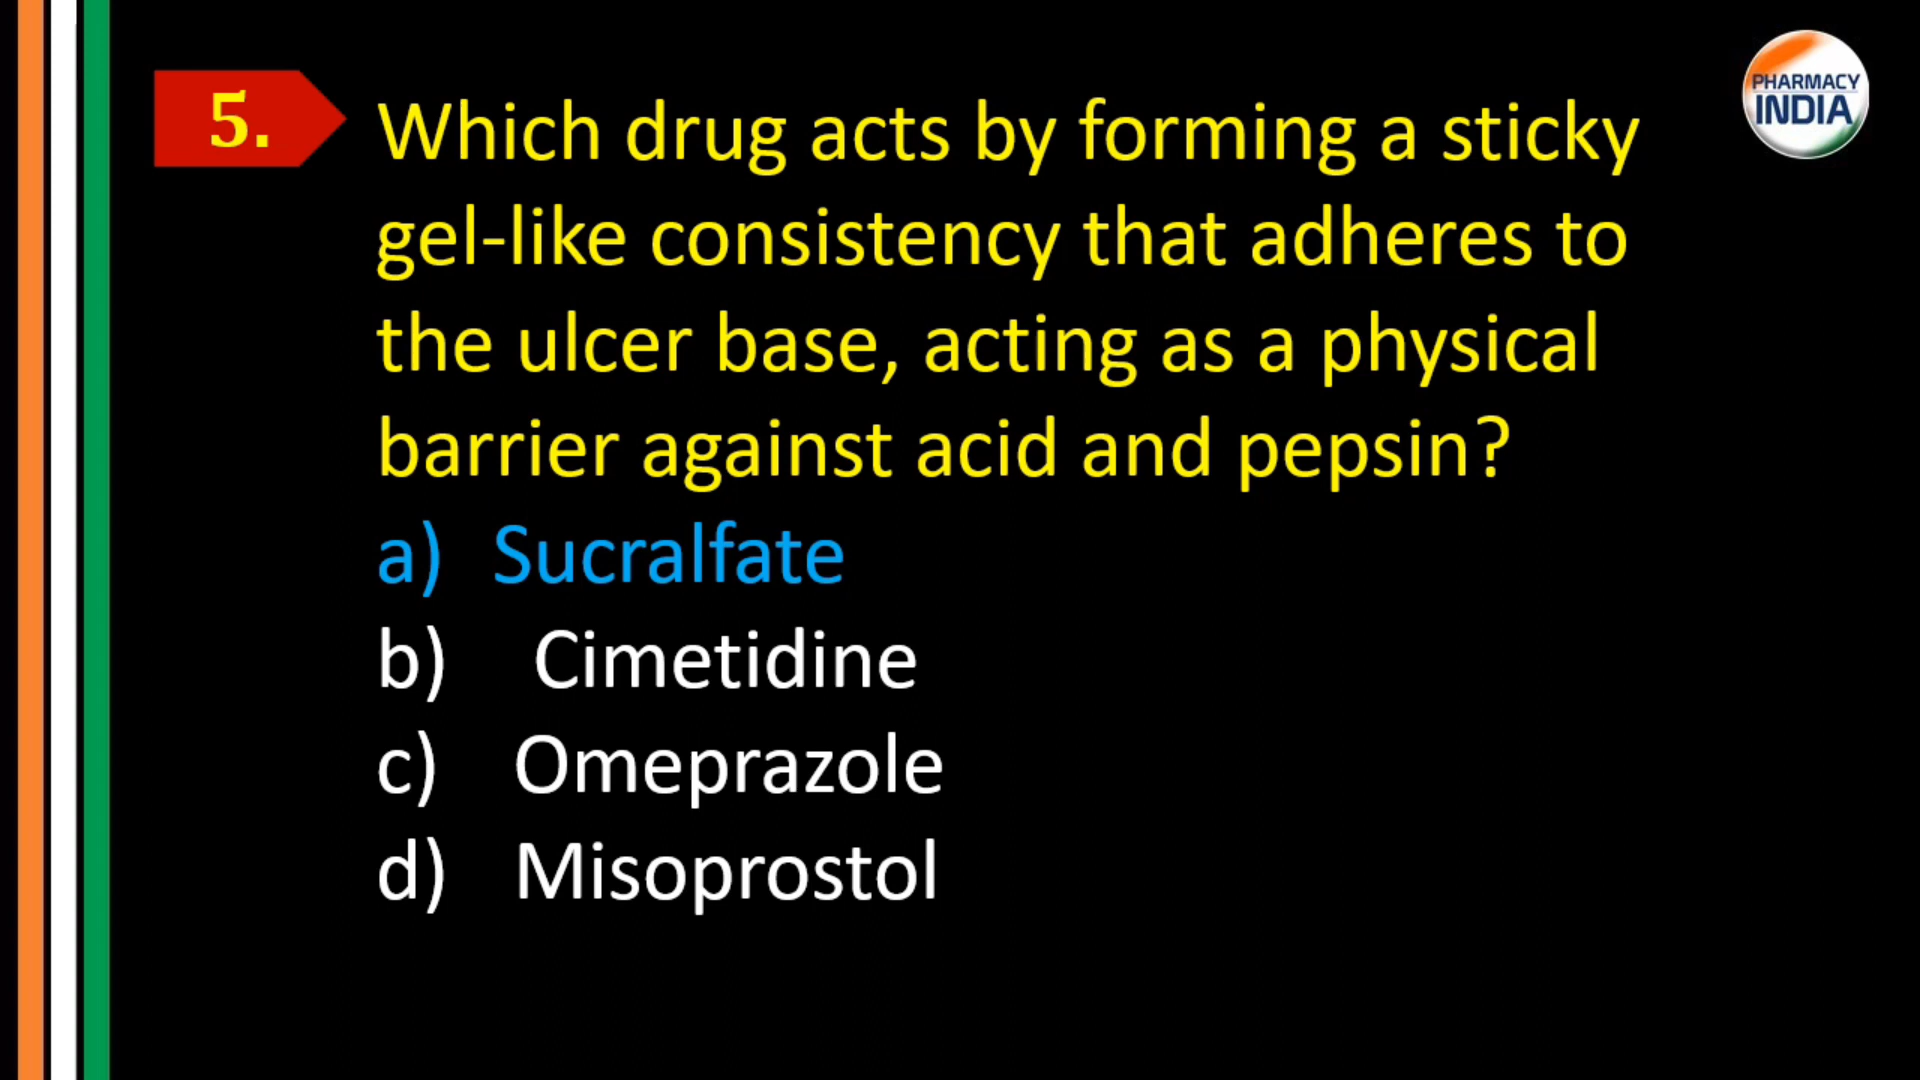 5.
Which drug acts by forming a sticky
gel-like consistency that adheres to
the ulcer base, acting as a physical
barrier against acid and pepsin?
a) Sucralfate
b) Cimetidine
c) Omeprazole
d) Misoprostol
PHARMACY
INDIA